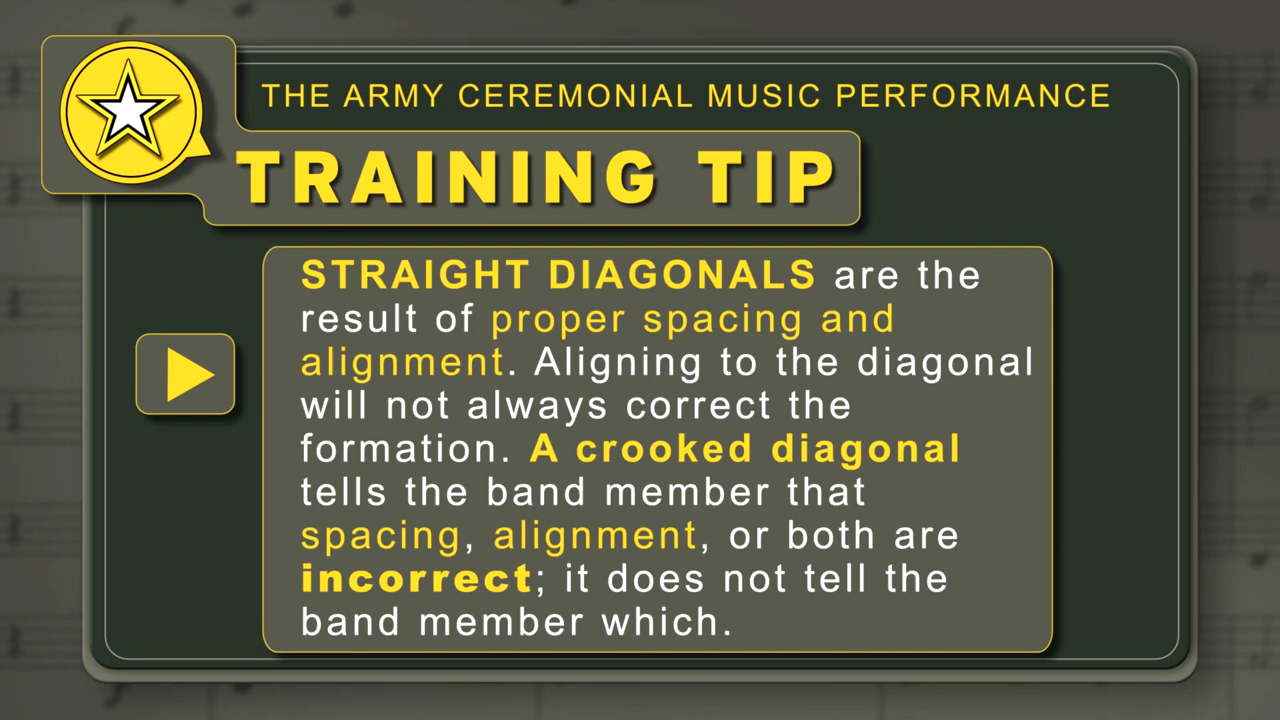 THE ARMY CEREMONIAL MUSIC PERFORMANCE
TRAINING TIP
STRAIGHT DIAGONALS are the
result of proper spacing and
alignment. Aligning to the diagonal
will not always correct the
formation. A crooked diagonal
tells the band member that
spacing, alignment, or both are
incorrect; it does not tell the
band member which.